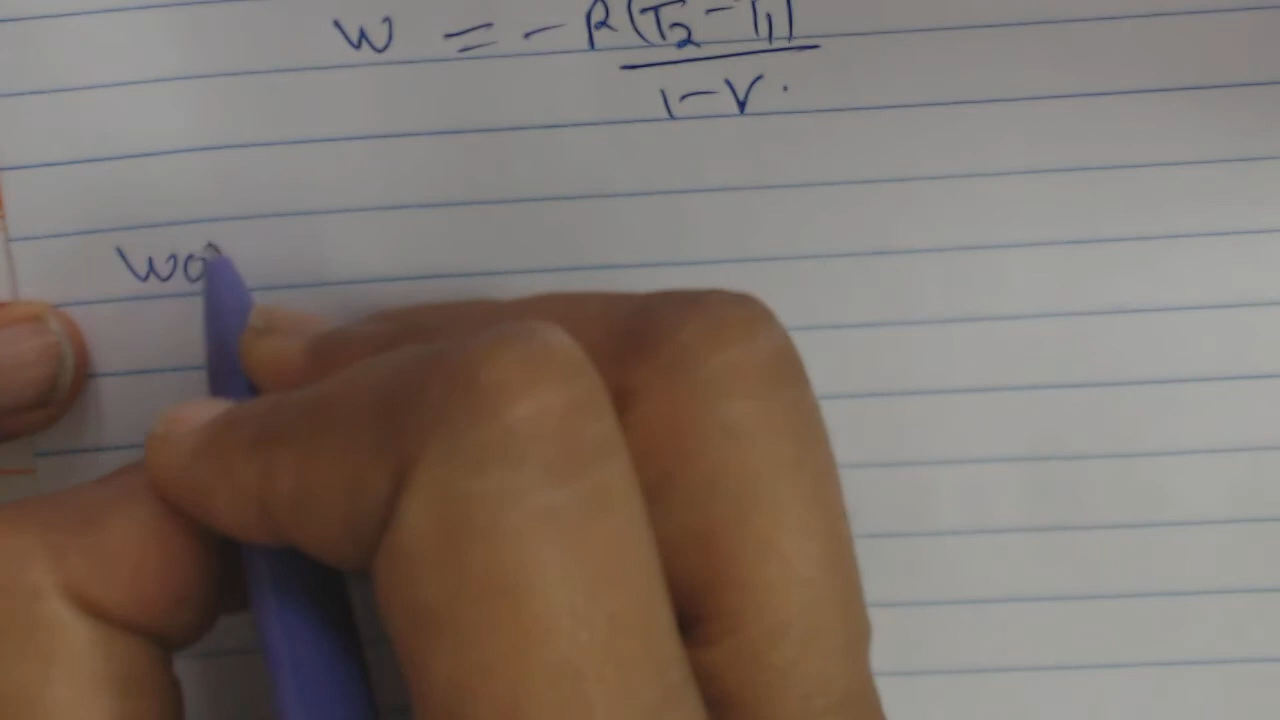 W = - R(T₂ - T₁)
1 - γ .
wo